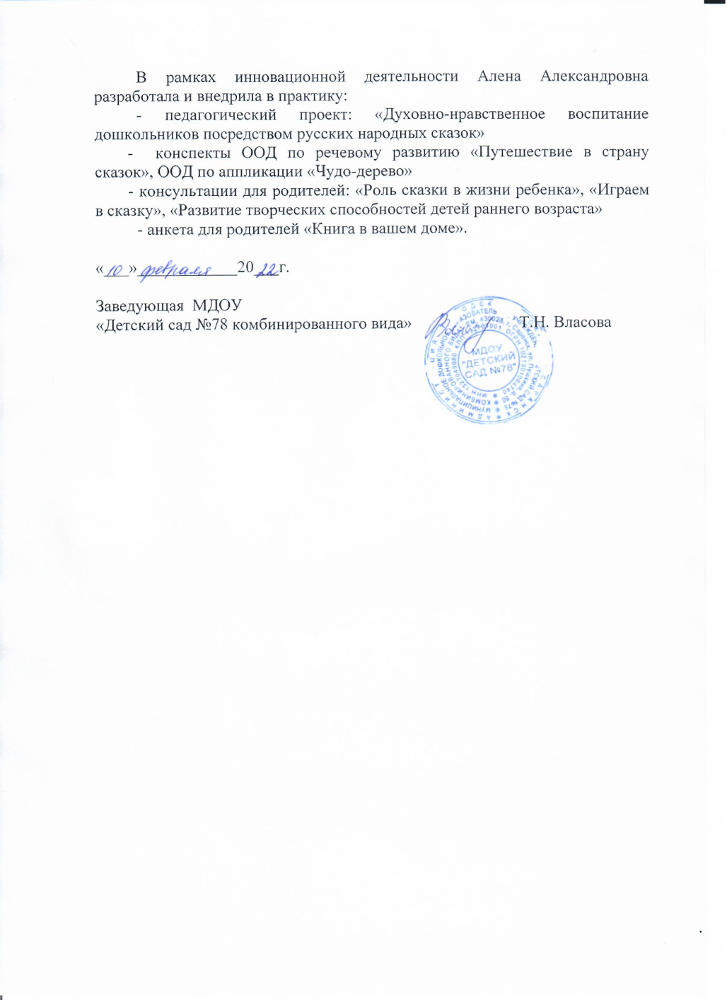 В рамках инновационной деятельности Алена Александровна
разработала и внедрила в практику:
- педагогический проект: «Духовно-нравственное воспитание
дошкольников посредством русских народных сказок»
- конспекты ООД по речевому развитию «Путешествие в страну
сказок», ООД по аппликации «Чудо-дерево»
- консультации для родителей: «Роль сказки в жизни ребенка», «Играем
в сказку», «Развитие творческих способностей детей раннего возраста»
- анкета для родителей «Книга в вашем доме».
«10» февраля 2022г.
Заведующая МДОУ
«Детский сад №78 комбинированного вида» Т.Н. Власова
МДОУ
"ДЕТСКИЙ
САД №78"